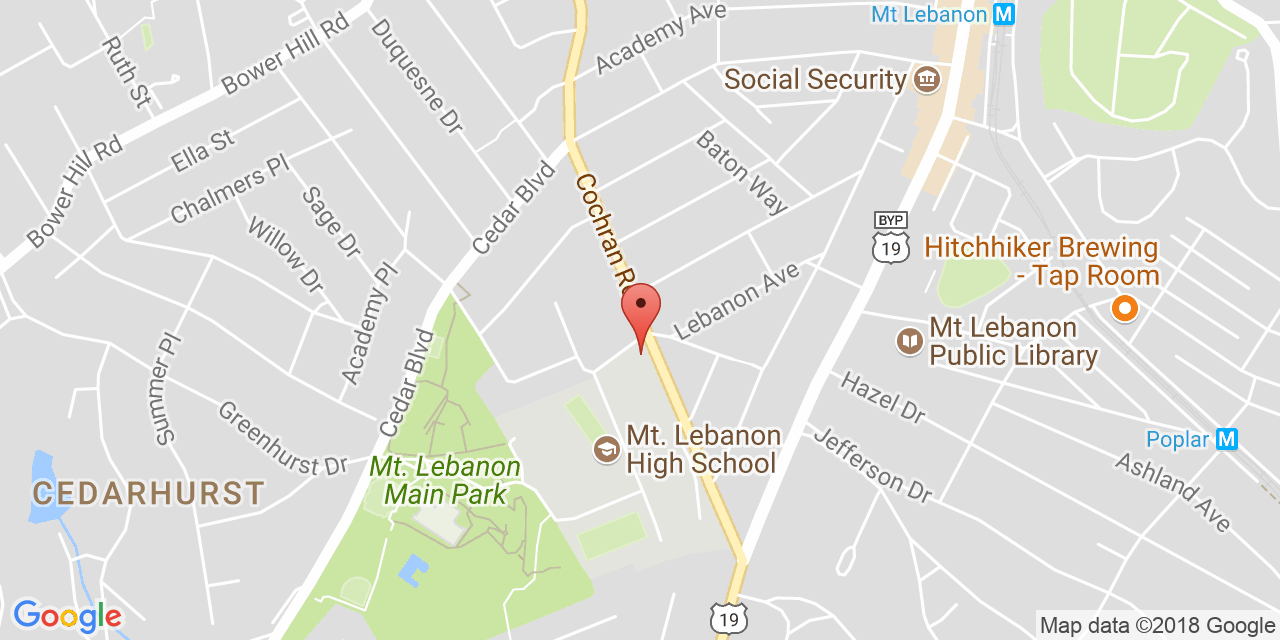 Mt Lebanon M
Academy Ave
Bower Hill Rd
Duquesne Dr
Ruth St
Social Security
Ella St
Bower Hill Rd
Chalmers Pl
Baton Way
Cedar Blvd
Cochran R
Sage Dr
Willow Dr
BYP
19
Hitchhiker Brewing
- Tap Room
Lebanon Ave
Academy Pl
Mt Lebanon
Public Library
Summer Pl
Cedar Blvd
Hazel Dr
Greenhurst Dr
Mt. Lebanon
High School
Jefferson Dr
Poplar M
Ashland Ave
Mt. Lebanon
Main Park
CEDARHURST
Google
19
Map data ©2018 Google